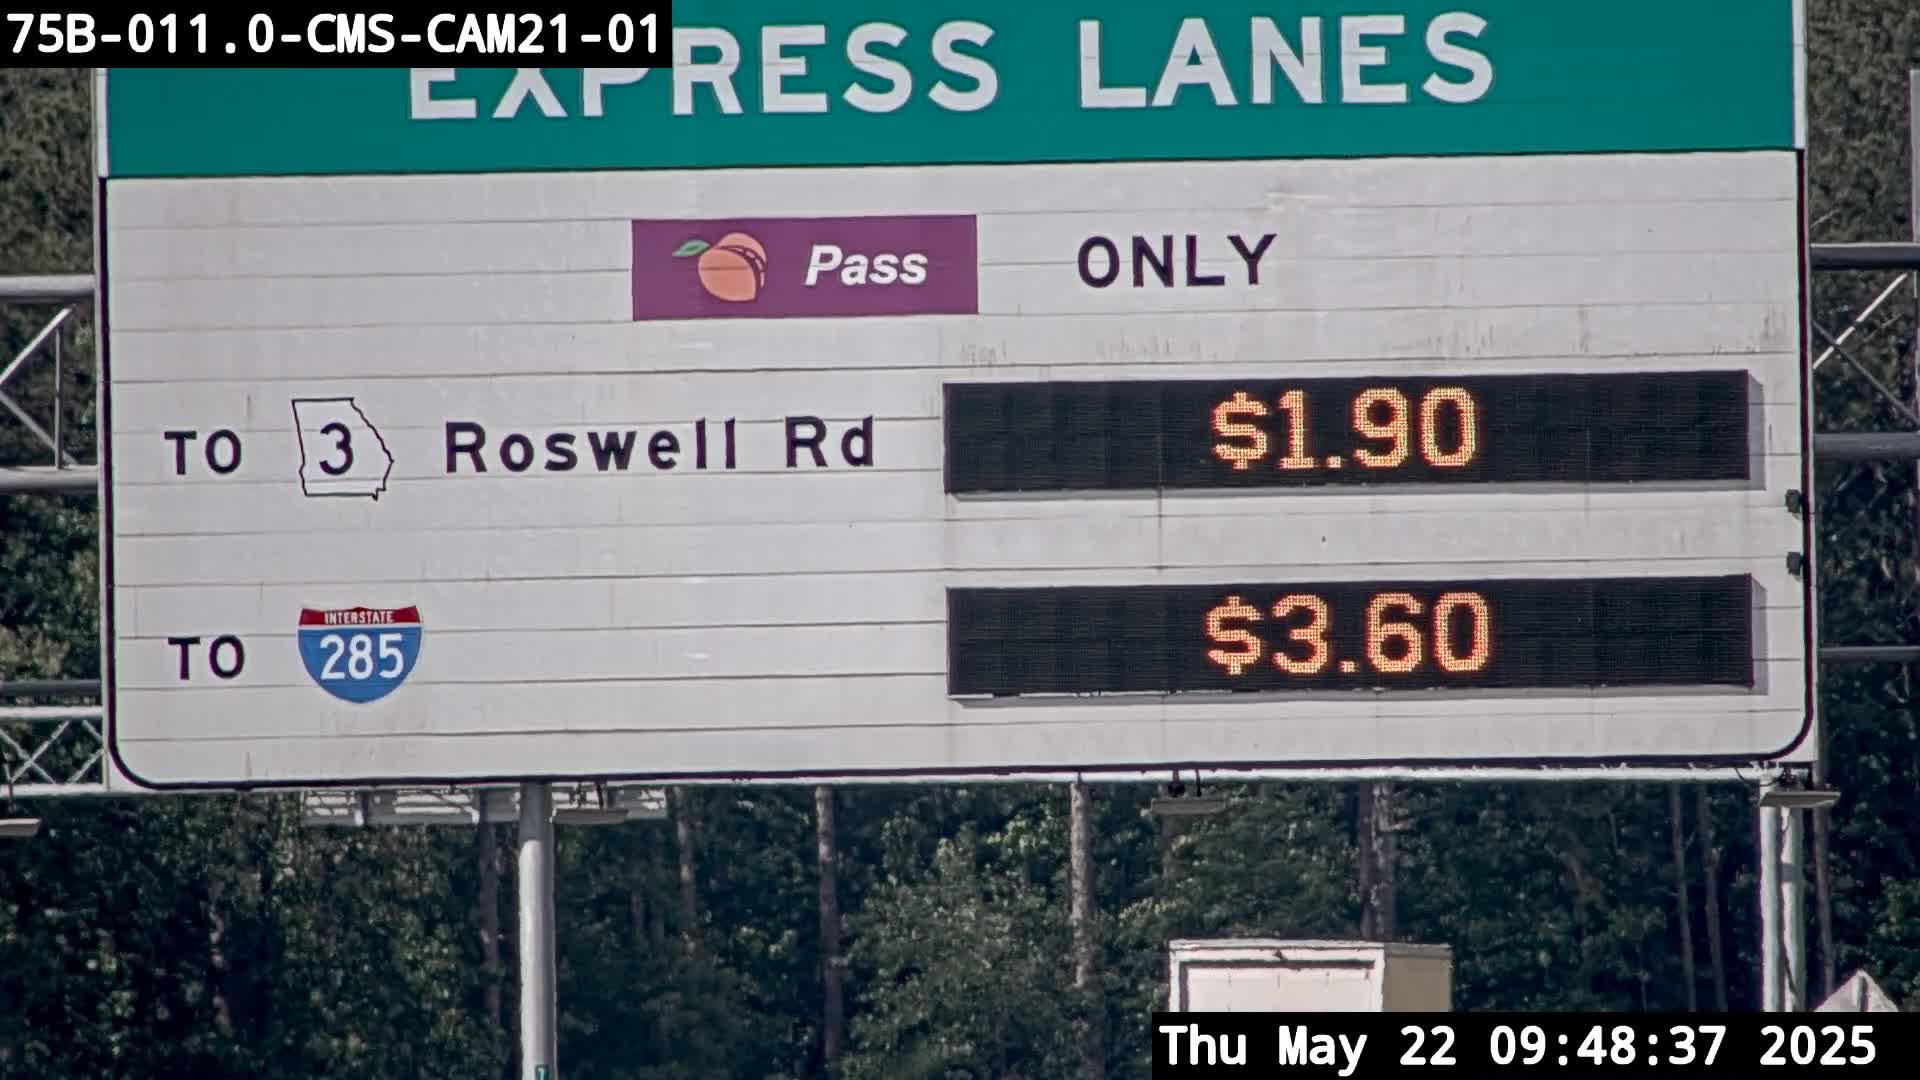 75B-011.0-CMS-CAM21-01
EXPRESS LANES
Pass ONLY
TO 3 Roswell Rd $1.90
INTERSTATE
TO 285 $3.60
Thu May 22 09:48:37 2025